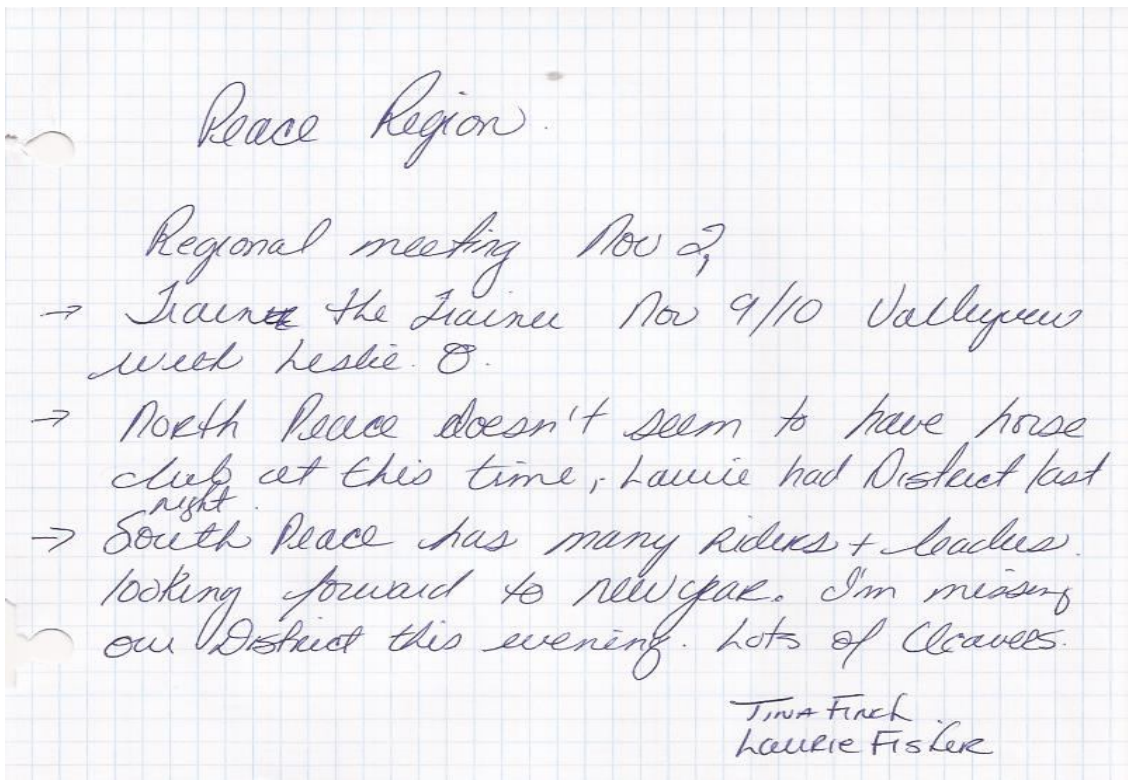 Peace Region.
Regional meeting Nov 2,
→ Train the Trainer Nov 9/10 Valleyview
with Leslie. O.
→ North Peace doesn't seem to have horse
club at this time, Laurie had District last
night.
→ South Peace has many Riders + leaders.
looking forward to new year. I'm missing
our District this evening. Lots of Cleavers.
Tina Finch
Laurie Fisher